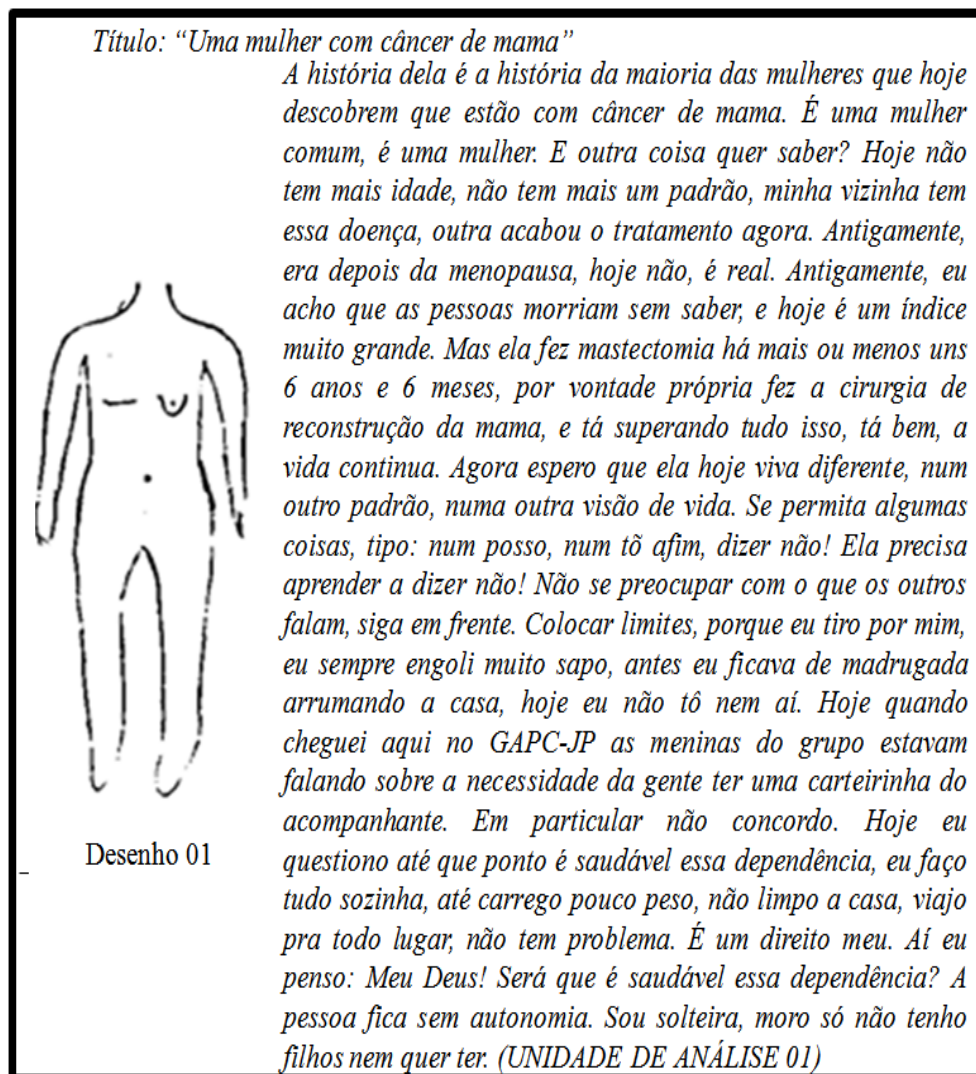 Título: “Uma mulher com câncer de mama”
A história dela é a história da maioria das mulheres que hoje
descobrem que estão com câncer de mama. É uma mulher
comum, é uma mulher. E outra coisa quer saber? Hoje não
tem mais idade, não tem mais um padrão, minha vizinha tem
essa doença, outra acabou o tratamento agora. Antigamente,
era depois da menopausa, hoje não, é real. Antigamente, eu
acho que as pessoas morriam sem saber, e hoje é um índice
muito grande. Mas ela fez mastectomia há mais ou menos uns
6 anos e 6 meses, por vontade própria fez a cirurgia de
reconstrução da mama, e tá superando tudo isso, tá bem, a
vida continua. Agora espero que ela hoje viva diferente, num
outro padrão, numa outra visão de vida. Se permita algumas
coisas, tipo: num posso, num tô afim, dizer não! Ela precisa
aprender a dizer não! Não se preocupar com o que os outros
falam, siga em frente. Colocar limites, porque eu tiro por mim,
eu sempre engoli muito sapo, antes eu ficava de madrugada
arrumando a casa, hoje eu não tô nem aí. Hoje quando
cheguei aqui no GAPC-JP as meninas do grupo estavam
falando sobre a necessidade da gente ter uma carteirinha do
acompanhante. Em particular não concordo. Hoje eu
questiono até que ponto é saudável essa dependência, eu faço
tudo sozinha, até carrego pouco peso, não limpo a casa, viajo
pra todo lugar, não tem problema. É um direito meu. Aí eu
penso: Meu Deus! Será que é saudável essa dependência? A
pessoa fica sem autonomia. Sou solteira, moro só não tenho
filhos nem quer ter. (UNIDADE DE ANÁLISE 01)
Desenho 01